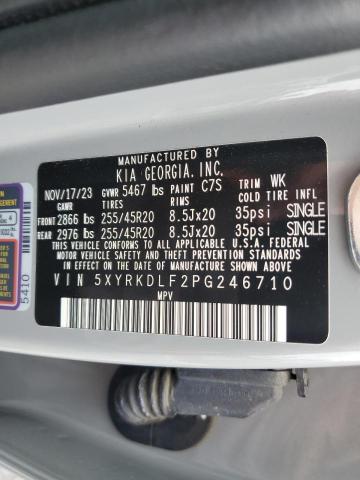 MFD BY
KIA GEORGIA, INC.
NOV/17/23 GVWR 5467 lbs PAINT C7S TRIM WK
GAWR TIRES RIMS COLD TIRE INFL
FRONT 2866 lbs 255/45R20 8.5Jx20 35psi SINGLE
REAR 2976 lbs 255/45R20 8.5Jx20 35psi SINGLE
THIS VEHICLE CONFORMS TO ALL APPLICABLE U.S.A. FEDERAL
MOTOR VEHICLE SAFETY, BUMPER, AND THEFT PREVENTION
STANDARDS IN EFFECT ON THE DATE OF MANUFACTURE SHOWN ABOVE.
VIN 5XYRKDLF2PG246710
MPV
5410